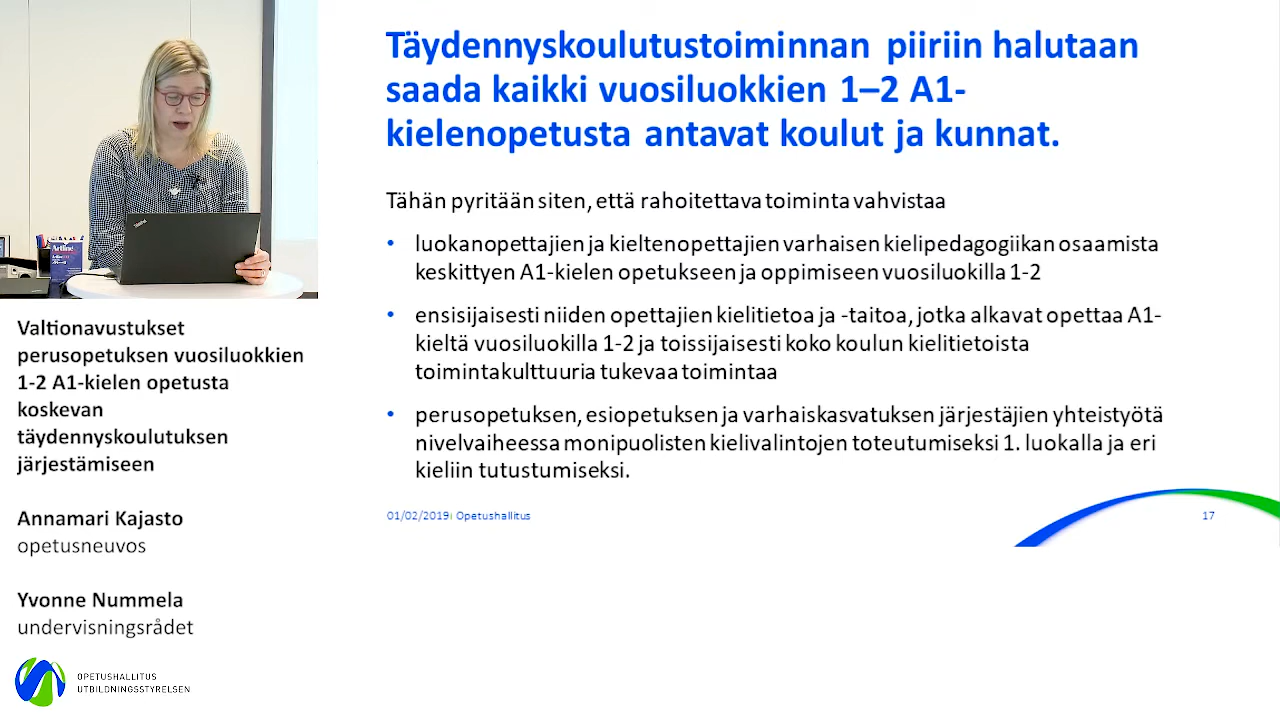 Täydennyskoulutustoiminnan piiriin halutaan
saada kaikki vuosiluokkien 1–2 A1-
kielenopetusta antavat koulut ja kunnat.
Tähän pyritään siten, että rahoitettava toiminta vahvistaa
• luokanopettajien ja kieltenopettajien varhaisen kielipedagogiikan osaamista
keskittyen A1-kielen opetukseen ja oppimiseen vuosiluokilla 1-2
• ensisijaisesti niiden opettajien kielitietoa ja -taitoa, jotka alkavat opettaa A1-
kieltä vuosiluokilla 1-2 ja toissijaisesti koko koulun kielitietoista
toimintakulttuuria tukevaa toimintaa
• perusopetuksen, esiopetuksen ja varhaiskasvatuksen järjestäjien yhteistyötä
nivelvaiheessa monipuolisten kielivalintojen toteutumiseksi 1. luokalla ja eri
kieliin tutustumiseksi.
01/02/2019| Opetushallitus
17
Valtionavustukset
perusopetuksen vuosiluokkien
1-2 A1-kielen opetusta
koskevan
täydennyskoulutuksen
järjestämiseen
Annamari Kajasto
opetusneuvos
Yvonne Nummela
undervisningsrådet
OPETUSHALLITUS
UTBILDNINGSSTYRELSEN